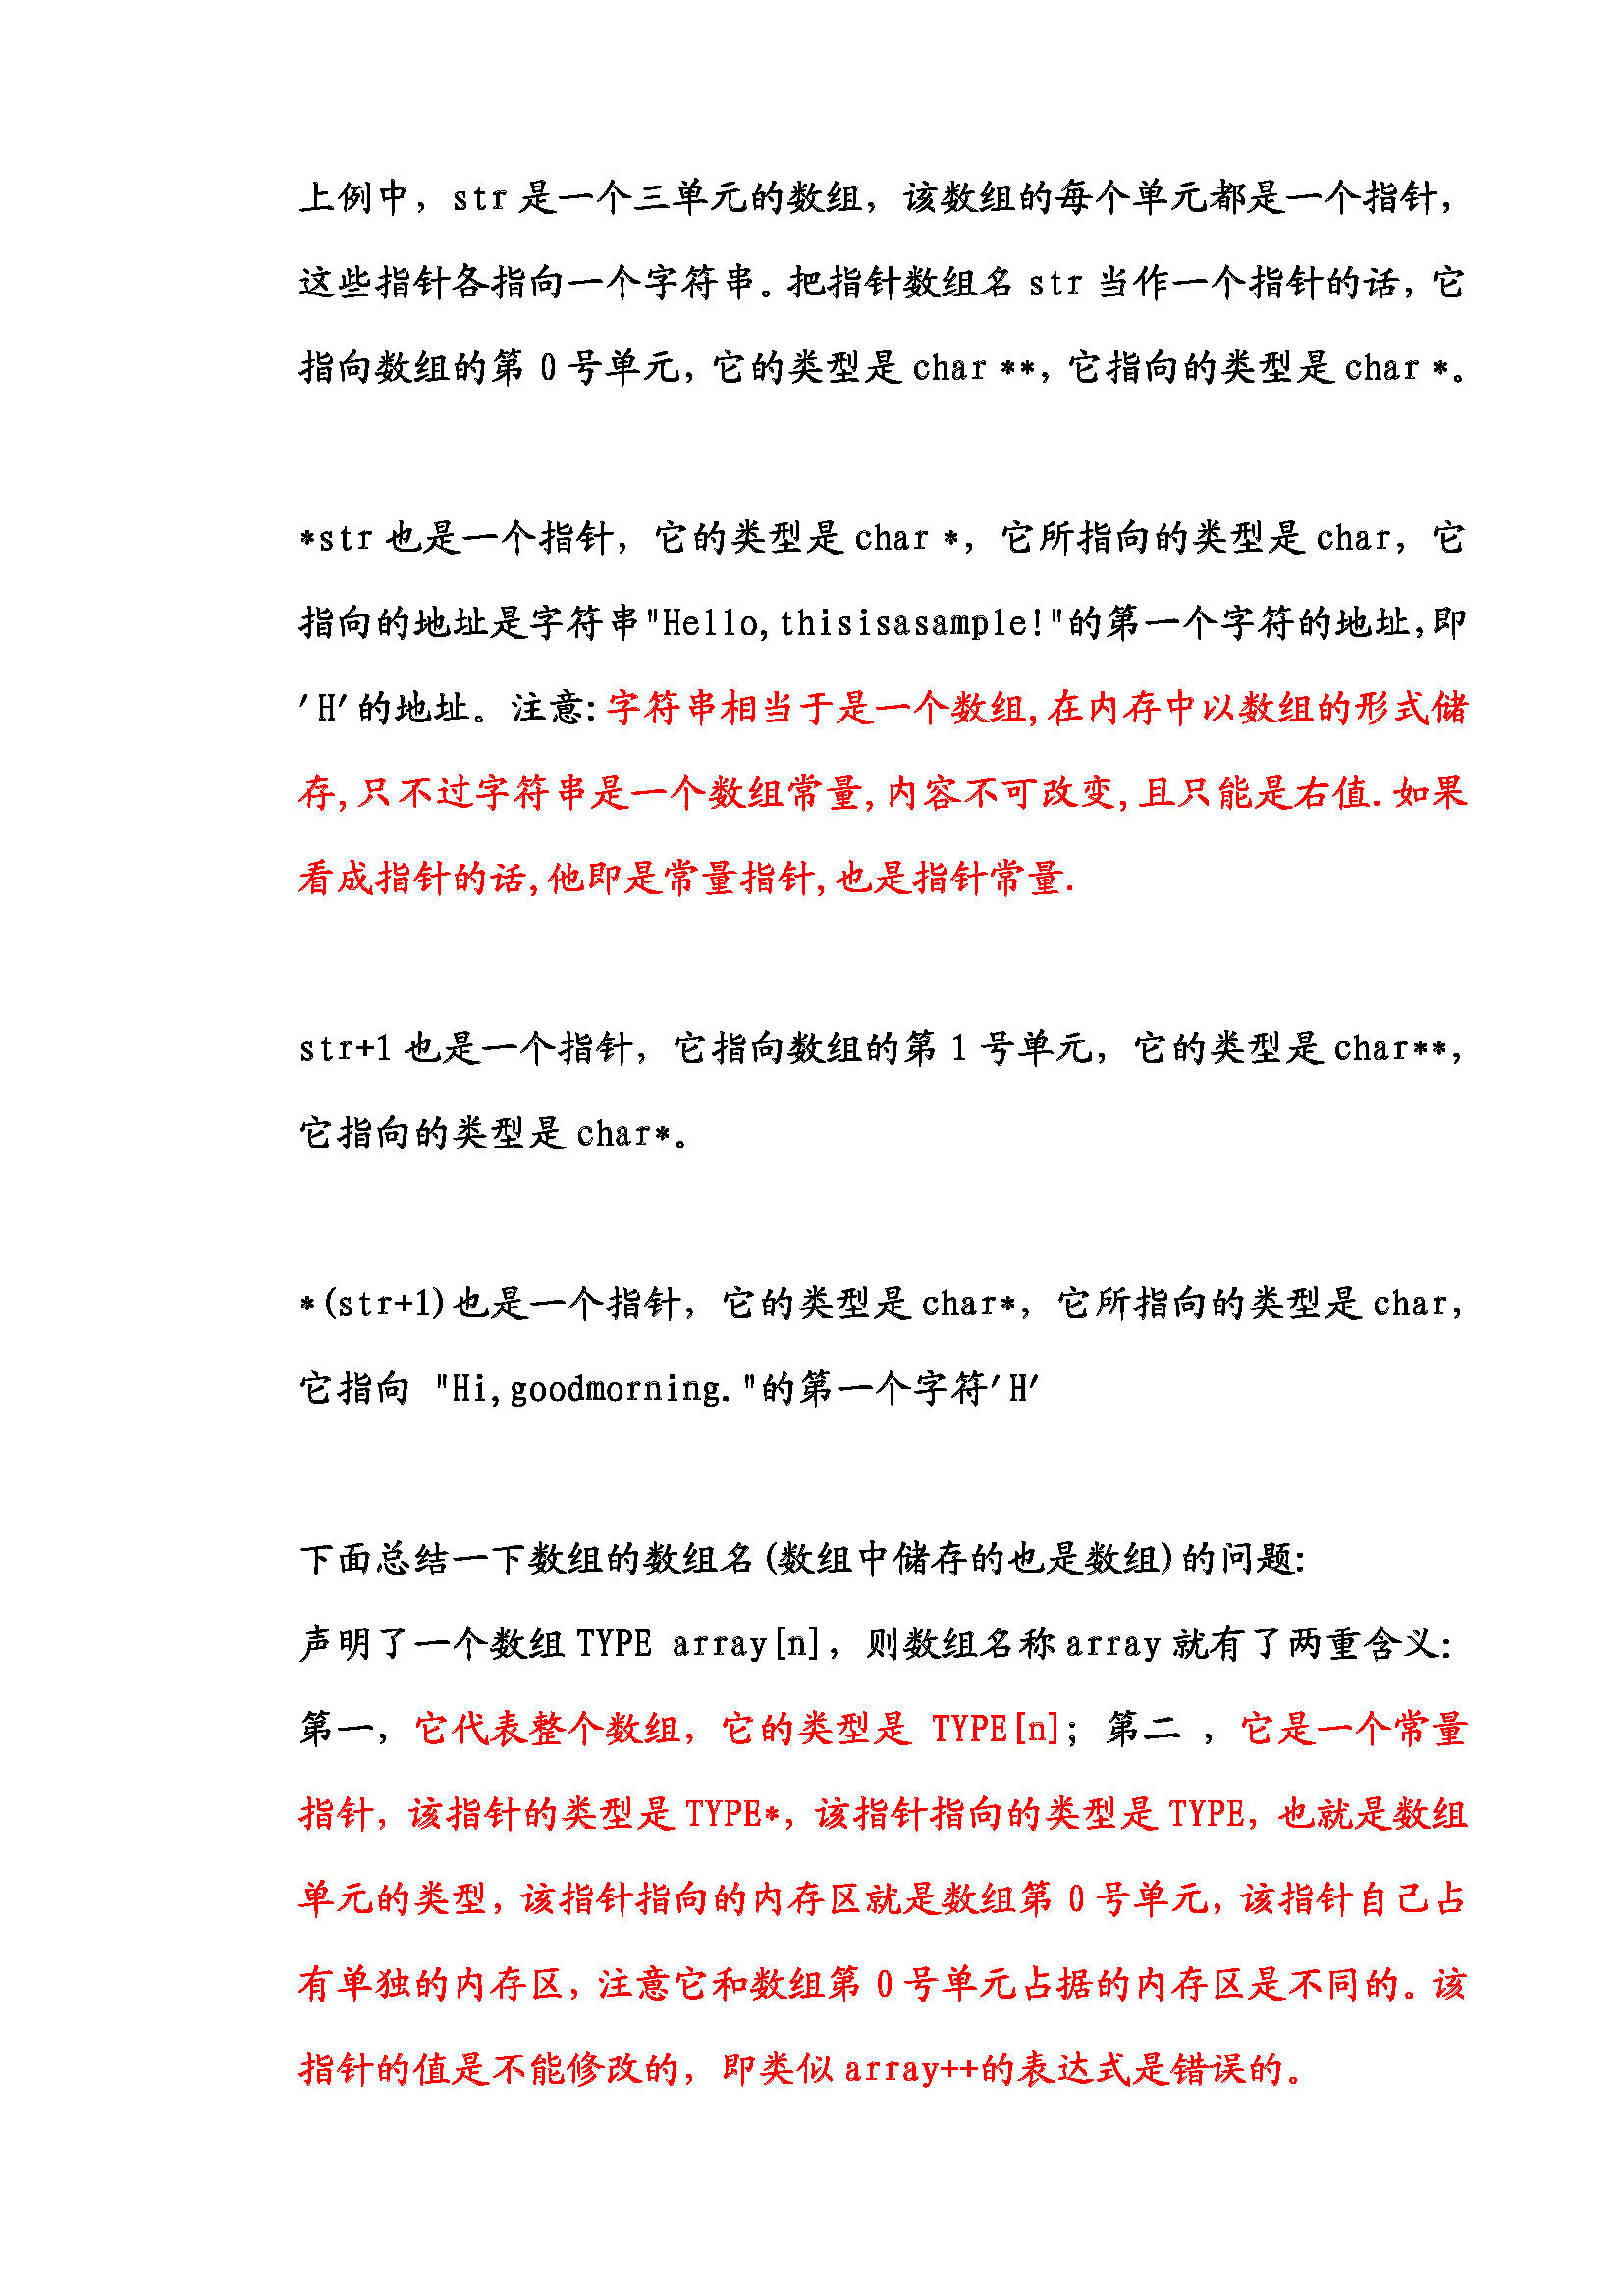 上例中，str 是一个三单元的数组，该数组的每个单元都是一个指针，
这些指针各指向一个字符串。把指针数组名 str 当作一个指针的话，它
指向数组的第 0 号单元，它的类型是 char **，它指向的类型是 char *。
*str 也是一个指针，它的类型是 char *，它所指向的类型是 char，它
指向的地址是字符串"Hello,thisisasample!"的第一个字符的地址,即
'H'的地址。注意:字符串相当于是一个数组,在内存中以数组的形式储
存,只不过字符串是一个数组常量,内容不可改变,且只能是右值.如果
看成指针的话,他即是常量指针,也是指针常量.
str+1 也是一个指针，它指向数组的第 1 号单元，它的类型是 char**，
它指向的类型是 char*。
*(str+1)也是一个指针，它的类型是 char*，它所指向的类型是 char，
它指向 "Hi,goodmorning."的第一个字符'H'
下面总结一下数组的数组名(数组中储存的也是数组)的问题:
声明了一个数组 TYPE array[n]，则数组名称 array 就有了两重含义：
第一，它代表整个数组，它的类型是 TYPE[n]；第二 ，它是一个常量
指针，该指针的类型是 TYPE*，该指针指向的类型是 TYPE，也就是数组
单元的类型，该指针指向的内存区就是数组第 0 号单元，该指针自己占
有单独的内存区，注意它和数组第 0 号单元占据的内存区是不同的。该
指针的值是不能修改的，即类似 array++的表达式是错误的。